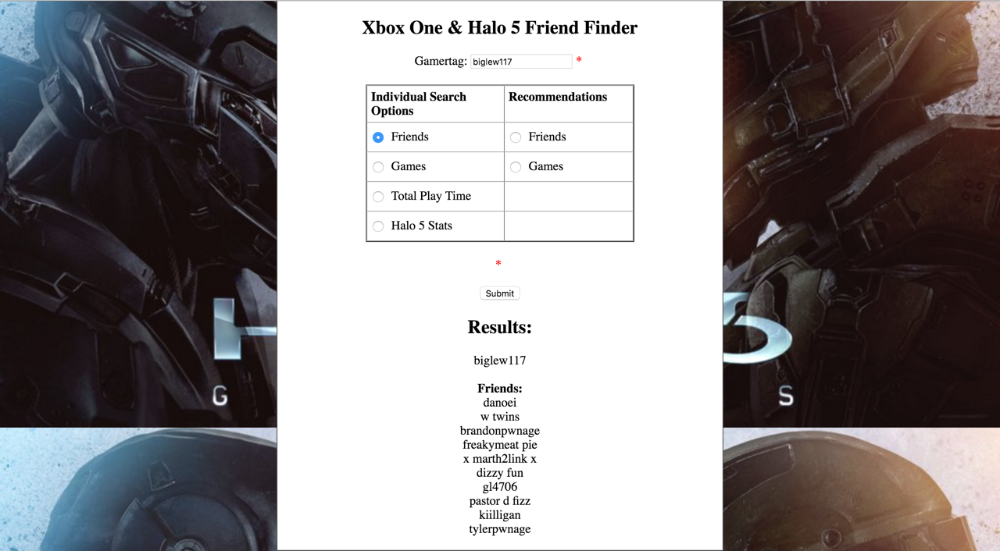 Xbox One & Halo 5 Friend Finder
Gamertag: biglew117 *
Individual Search Options Recommendations
Friends Friends
Games Games
Total Play Time
Halo 5 Stats
*
Submit
H 5
Results:
biglew117
G S
Friends:
danoei
w twins
brandonpwnage
freakymeat pie
x marth2link x
dizzy fun
gl4706
pastor d fizz
kiilligan
tylerpwnage